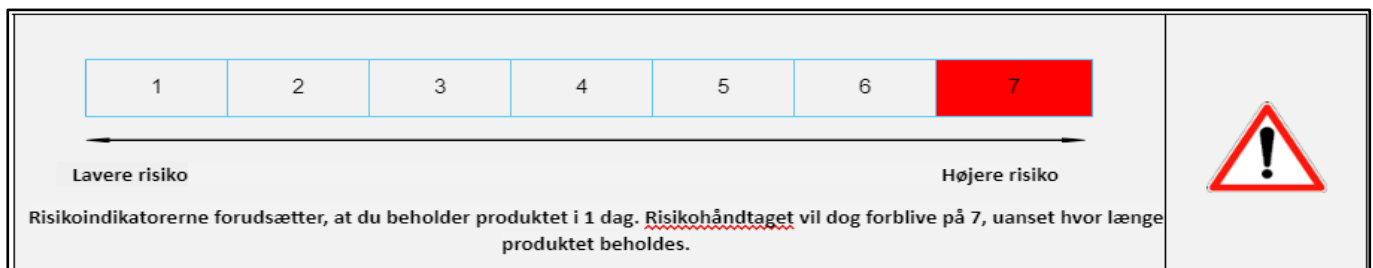 1 2 3 4 5 6 7
Lavere risiko Højere risiko
Risikoindikatorerne forudsætter, at du beholder produktet i 1 dag. Risikohåndtaget vil dog forblive på 7, uanset hvor længe
produktet beholdes.